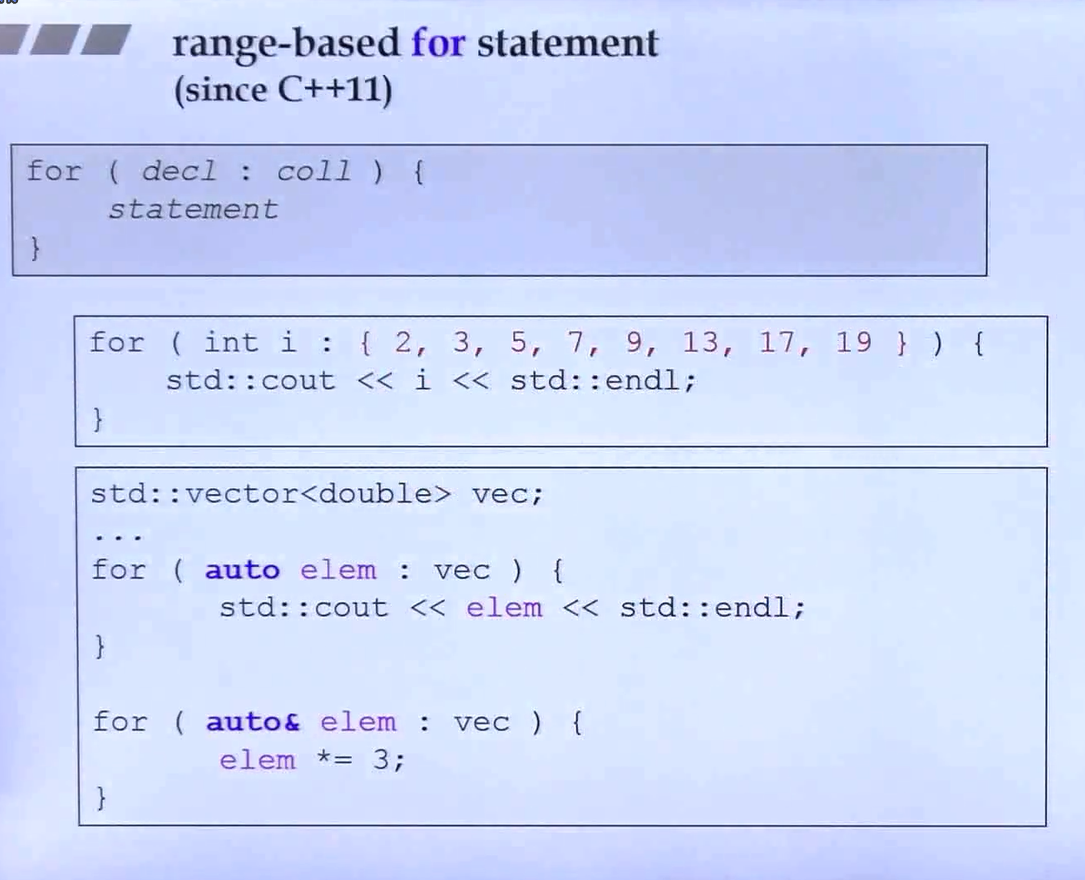 range-based for statement
(since C++11)
for ( decl : coll ) {
statement
}
for ( int i : { 2, 3, 5, 7, 9, 13, 17, 19 } ) {
std::cout << i << std::endl;
}
std::vector<double> vec;
...
for ( auto elem : vec ) {
std::cout << elem << std::endl;
}
for ( auto& elem : vec ) {
elem *= 3;
}